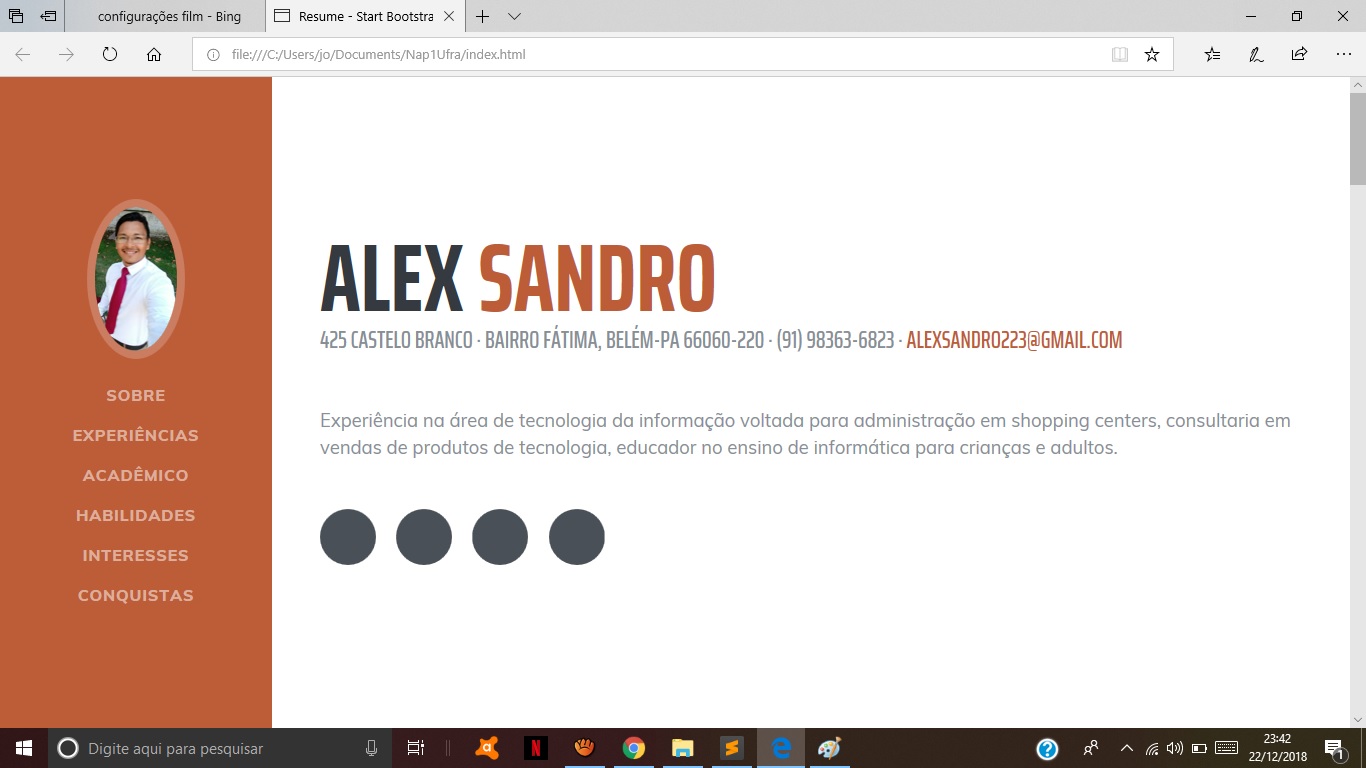 configurações film - Bing
Resume - Start Bootstra
file:///C:/Users/jo/Documents/Nap1Ufra/index.html
ALEX SANDRO
425 CASTELO BRANCO · BAIRRO FÁTIMA, BELÉM-PA 66060-220 · (91) 98363-6823 · ALEXSANDRO223@GMAIL.COM
SOBRE
EXPERIÊNCIAS
ACADÊMICO
HABILIDADES
INTERESSES
CONQUISTAS
Experiência na área de tecnologia da informação voltada para administração em shopping centers, consultaria em
vendas de produtos de tecnologia, educador no ensino de informática para crianças e adultos.
Digite aqui para pesquisar
23:42
22/12/2018
1